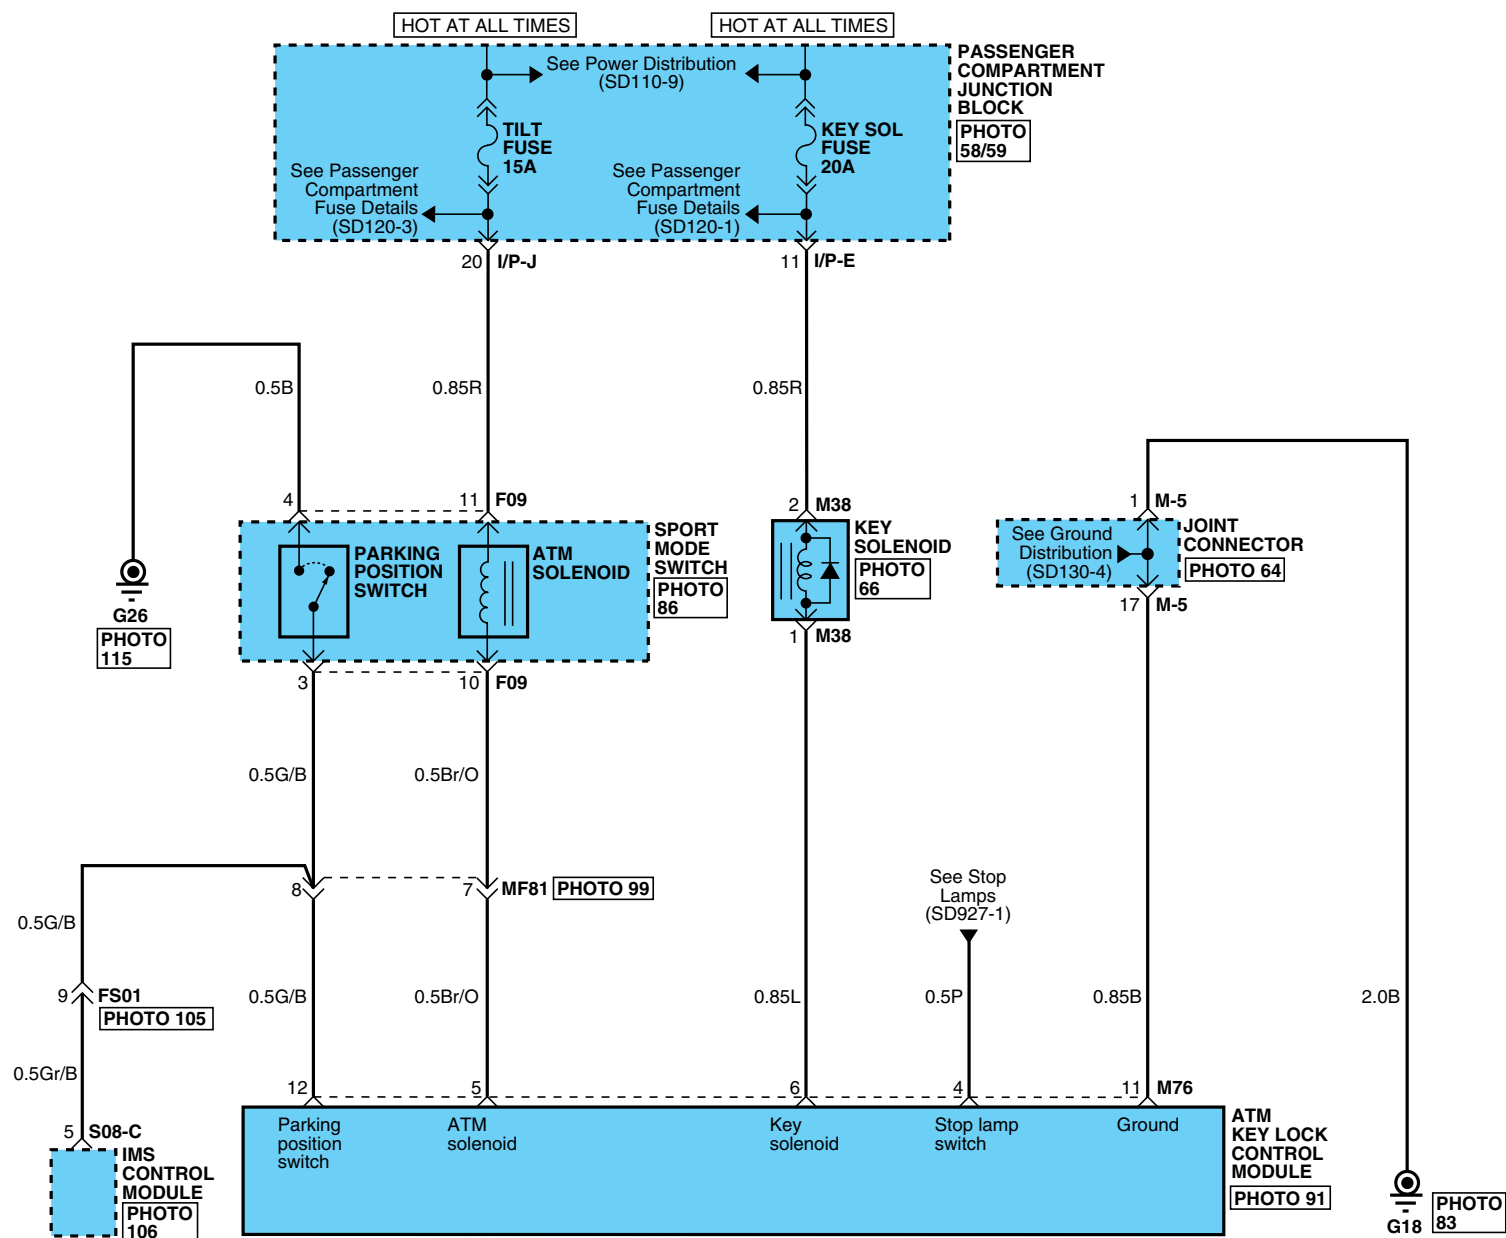 HOT AT ALL TIMES
HOT AT ALL TIMES
PASSENGER
COMPARTMENT
JUNCTION
BLOCK
PHOTO
58/59
See Power Distribution
(SD110-9)
TILT
FUSE
15A
KEY SOL
FUSE
20A
See Passenger
Compartment
Fuse Details
(SD120-3)
See Passenger
Compartment
Fuse Details
(SD120-1)
20 I/P-J
11 I/P-E
0.5B
0.85R
0.85R
4
11 F09
2 M38
1 M-5
SPORT
MODE
SWITCH
PHOTO
86
PARKING
POSITION
SWITCH
ATM
SOLENOID
KEY
SOLENOID
PHOTO
66
See Ground
Distribution
(SD130-4)
JOINT
CONNECTOR
PHOTO 64
G26
PHOTO
115
17 M-5
1 M38
3
10 F09
0.5G/B
0.5Br/O
8
7 MF81 PHOTO 99
See Stop
Lamps
(SD927-1)
0.5G/B
9 FS01
PHOTO 105
0.5G/B
0.5Br/O
0.85L
0.5P
0.85B
2.0B
0.5Gr/B
12
5
6
4
11 M76
5 S08-C
IMS
CONTROL
MODULE
PHOTO
106
Parking
position
switch
ATM
solenoid
Key
solenoid
Stop lamp
switch
Ground
ATM
KEY LOCK
CONTROL
MODULE
PHOTO 91
G18
PHOTO
83